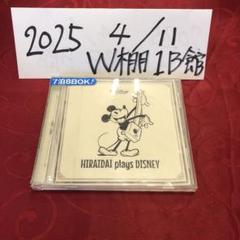 2025 4/11
W棚1B館
7泊8日OK!
HIRAIDAI plays DISNEY